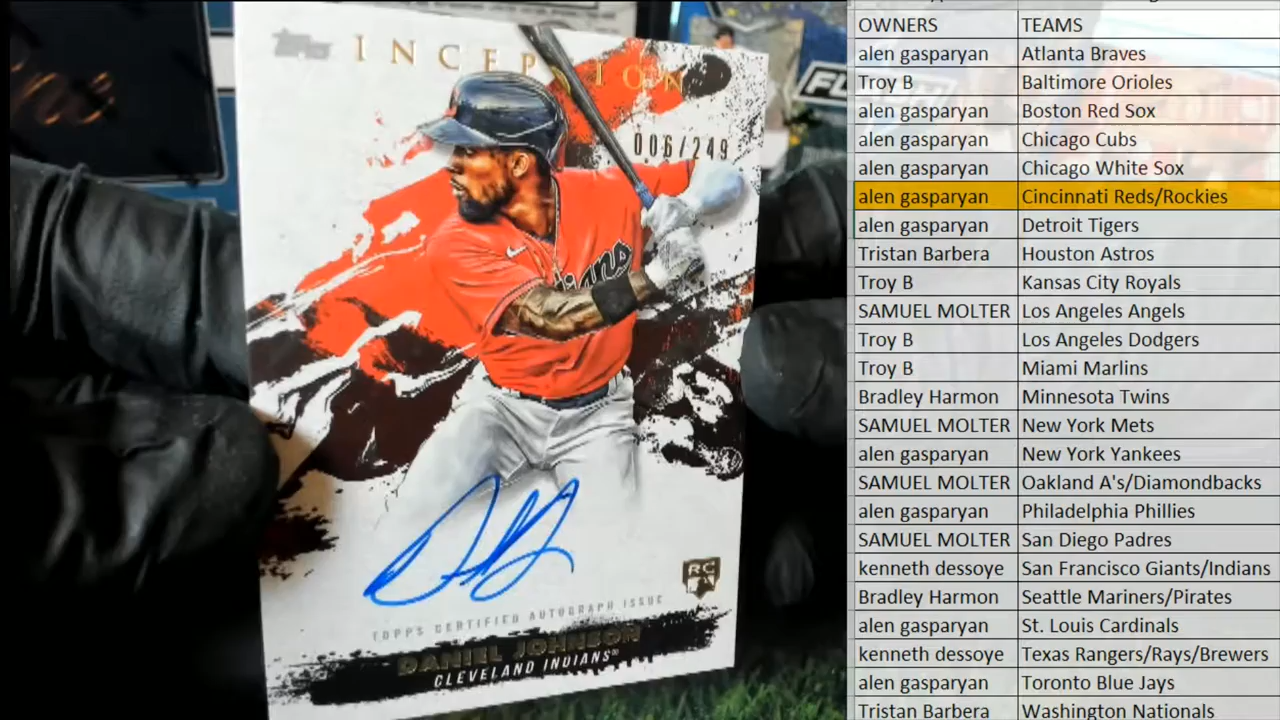 INCEPTION
006/249
Indians
TOPPS CERTIFIED AUTOGRAPH ISSUE
RC
DANIEL JOHNSON
CLEVELAND INDIANS
OWNERS TEAMS
alen gasparyan Atlanta Braves
Troy B Baltimore Orioles
alen gasparyan Boston Red Sox
alen gasparyan Chicago Cubs
alen gasparyan Chicago White Sox
alen gasparyan Cincinnati Reds/Rockies
alen gasparyan Detroit Tigers
Tristan Barbera Houston Astros
Troy B Kansas City Royals
SAMUEL MOLTER Los Angeles Angels
Troy B Los Angeles Dodgers
Troy B Miami Marlins
Bradley Harmon Minnesota Twins
SAMUEL MOLTER New York Mets
alen gasparyan New York Yankees
SAMUEL MOLTER Oakland A's/Diamondbacks
alen gasparyan Philadelphia Phillies
SAMUEL MOLTER San Diego Padres
kenneth dessoye San Francisco Giants/Indians
Bradley Harmon Seattle Mariners/Pirates
alen gasparyan St. Louis Cardinals
kenneth dessoye Texas Rangers/Rays/Brewers
alen gasparyan Toronto Blue Jays
Tristan Barbera Washington Nationals